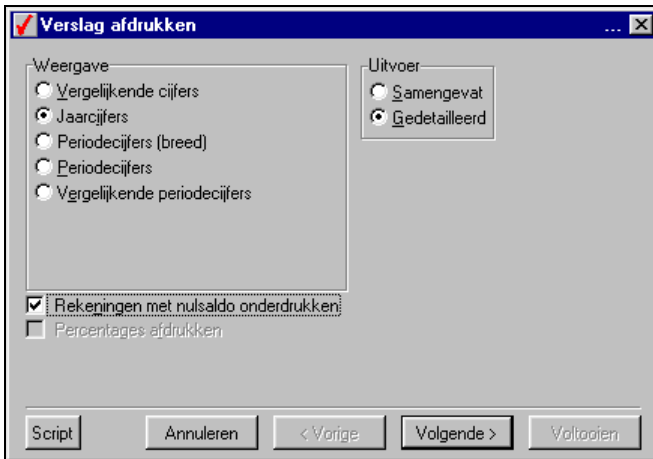 Verslag afdrukken ...
Weergave
Vergelijkende cijfers
Jaarcijfers
Periodecijfers (breed)
Periodecijfers
Vergelijkende periodecijfers
Uitvoer
Samengevat
Gedetailleerd
Rekeningen met nulsaldo onderdrukken
Percentages afdrukken
Script
Annuleren
< Vorige
Volgende >
Voltooien